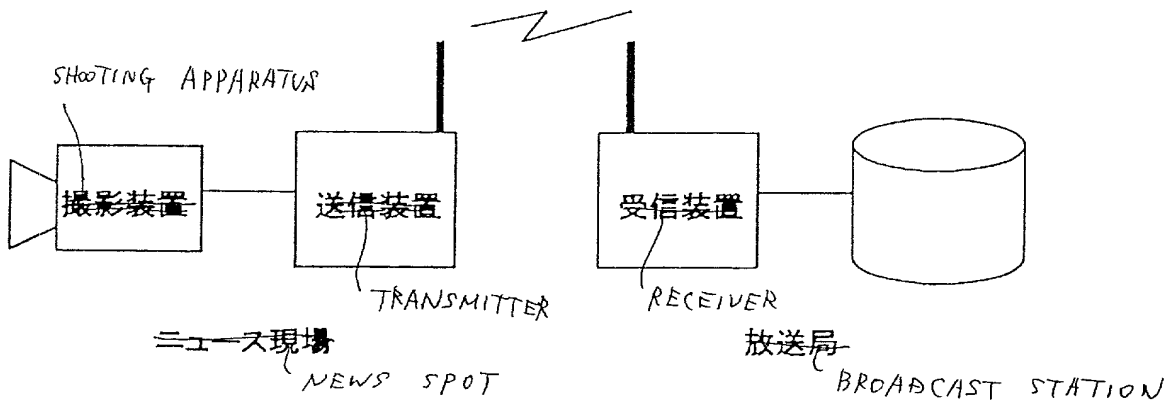 SHOOTING APPARATUS
撮影装置
送信装置
受信装置
TRANSMITTER
RECEIVER
ニュース現場
放送局
NEWS SPOT
BROADCAST STATION